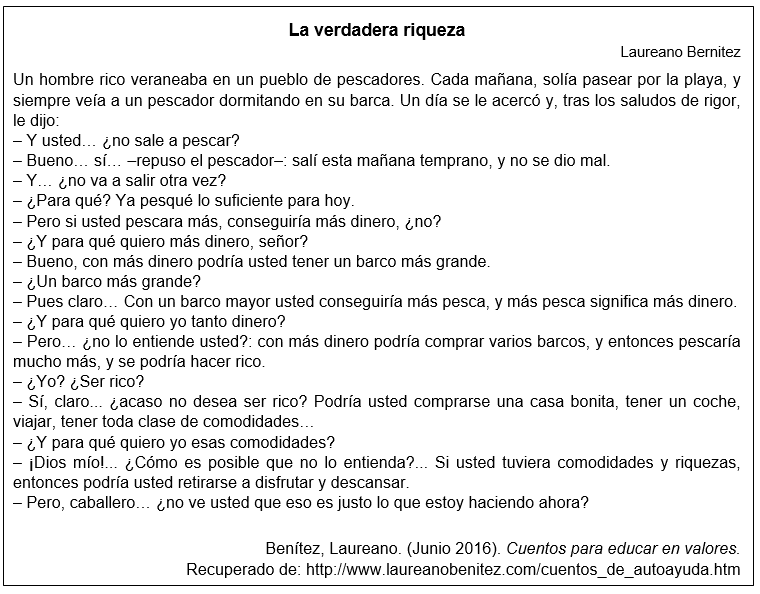 La verdadera riqueza
Laureano Bernitez
Un hombre rico veraneaba en un pueblo de pescadores. Cada mañana, solía pasear por la playa, y
siempre veía a un pescador dormitando en su barca. Un día se le acercó y, tras los saludos de rigor,
le dijo:
– Y usted… ¿no sale a pescar?
– Bueno… sí… –repuso el pescador–: salí esta mañana temprano, y no se dio mal.
– Y… ¿no va a salir otra vez?
– ¿Para qué? Ya pesqué lo suficiente para hoy.
– Pero si usted pescara más, conseguiría más dinero, ¿no?
– ¿Y para qué quiero más dinero, señor?
– Bueno, con más dinero podría usted tener un barco más grande.
– ¿Un barco más grande?
– Pues claro… Con un barco mayor usted conseguiría más pesca, y más pesca significa más dinero.
– ¿Y para qué quiero yo tanto dinero?
– Pero… ¿no lo entiende usted?: con más dinero podría comprar varios barcos, y entonces pescaría
mucho más, y se podría hacer rico.
– ¿Yo? ¿Ser rico?
– Sí, claro... ¿acaso no desea ser rico? Podría usted comprarse una casa bonita, tener un coche,
viajar, tener toda clase de comodidades…
– ¿Y para qué quiero yo esas comodidades?
– ¡Dios mío!... ¿Cómo es posible que no lo entienda?... Si usted tuviera comodidades y riquezas,
entonces podría usted retirarse a disfrutar y descansar.
– Pero, caballero… ¿no ve usted que eso es justo lo que estoy haciendo ahora?
Benítez, Laureano. (Junio 2016). Cuentos para educar en valores.
Recuperado de: http://www.laureanobenitez.com/cuentos_de_autoayuda.htm